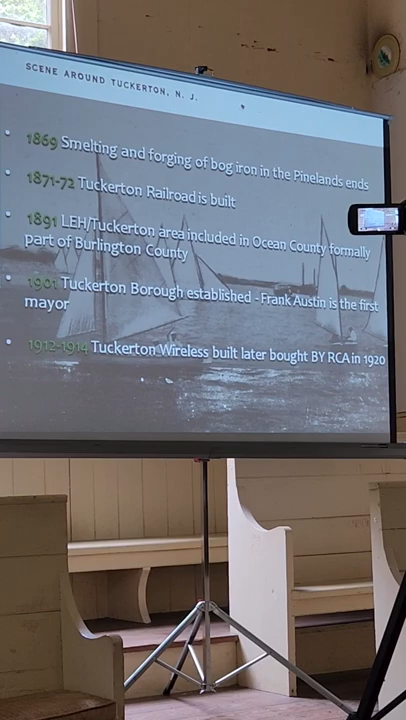 SCENE AROUND TUCKERTON, N. J.
• 1869 Smelting and forging of bog iron in the Pinelands ends
• 1871-72 Tuckerton Railroad is built
• 1891 LEH/Tuckerton area included in Ocean County formally
part of Burlington County
• 1901 Tuckerton Borough established - Frank Austin is the first
mayor
• 1912-1914 Tuckerton Wireless built later bought BY RCA in 1920